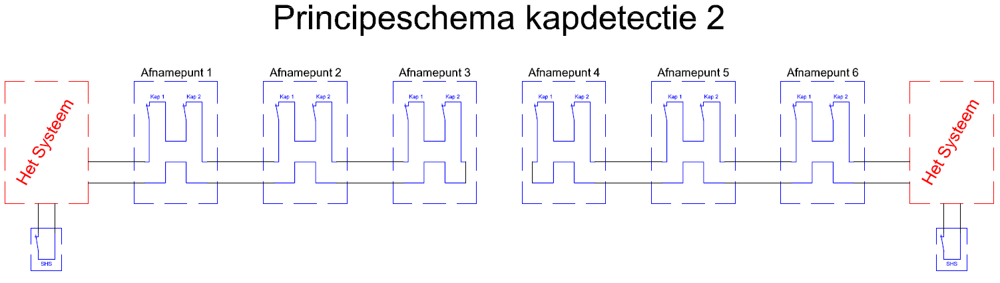 Principeschema kapdetectie 2
Afnamepunt 1
Afnamepunt 2
Afnamepunt 3
Afnamepunt 4
Afnamepunt 5
Afnamepunt 6
Kap 1
Kap 2
Kap 1
Kap 2
Kap 1
Kap 2
Kap 1
Kap 2
Kap 1
Kap 2
Kap 1
Kap 2
Het Systeem
Het Systeem
SHS
SHS